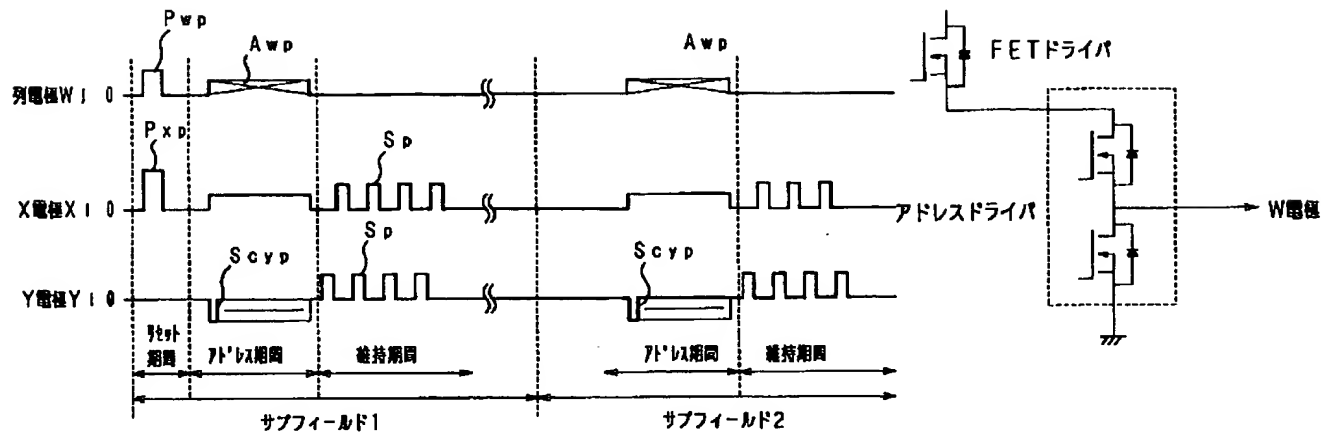 Pwp
Awp
Awp
FETドライバ
列電極Wj 0
Pxp
Sp
X電極Xi 0
アドレスドライバ
W電極
Sp
Scyp
Scyp
Y電極Yi 0
リセット
期間
アドレス期間
維持期間
アドレス期間
維持期間
サブフィールド1
サブフィールド2